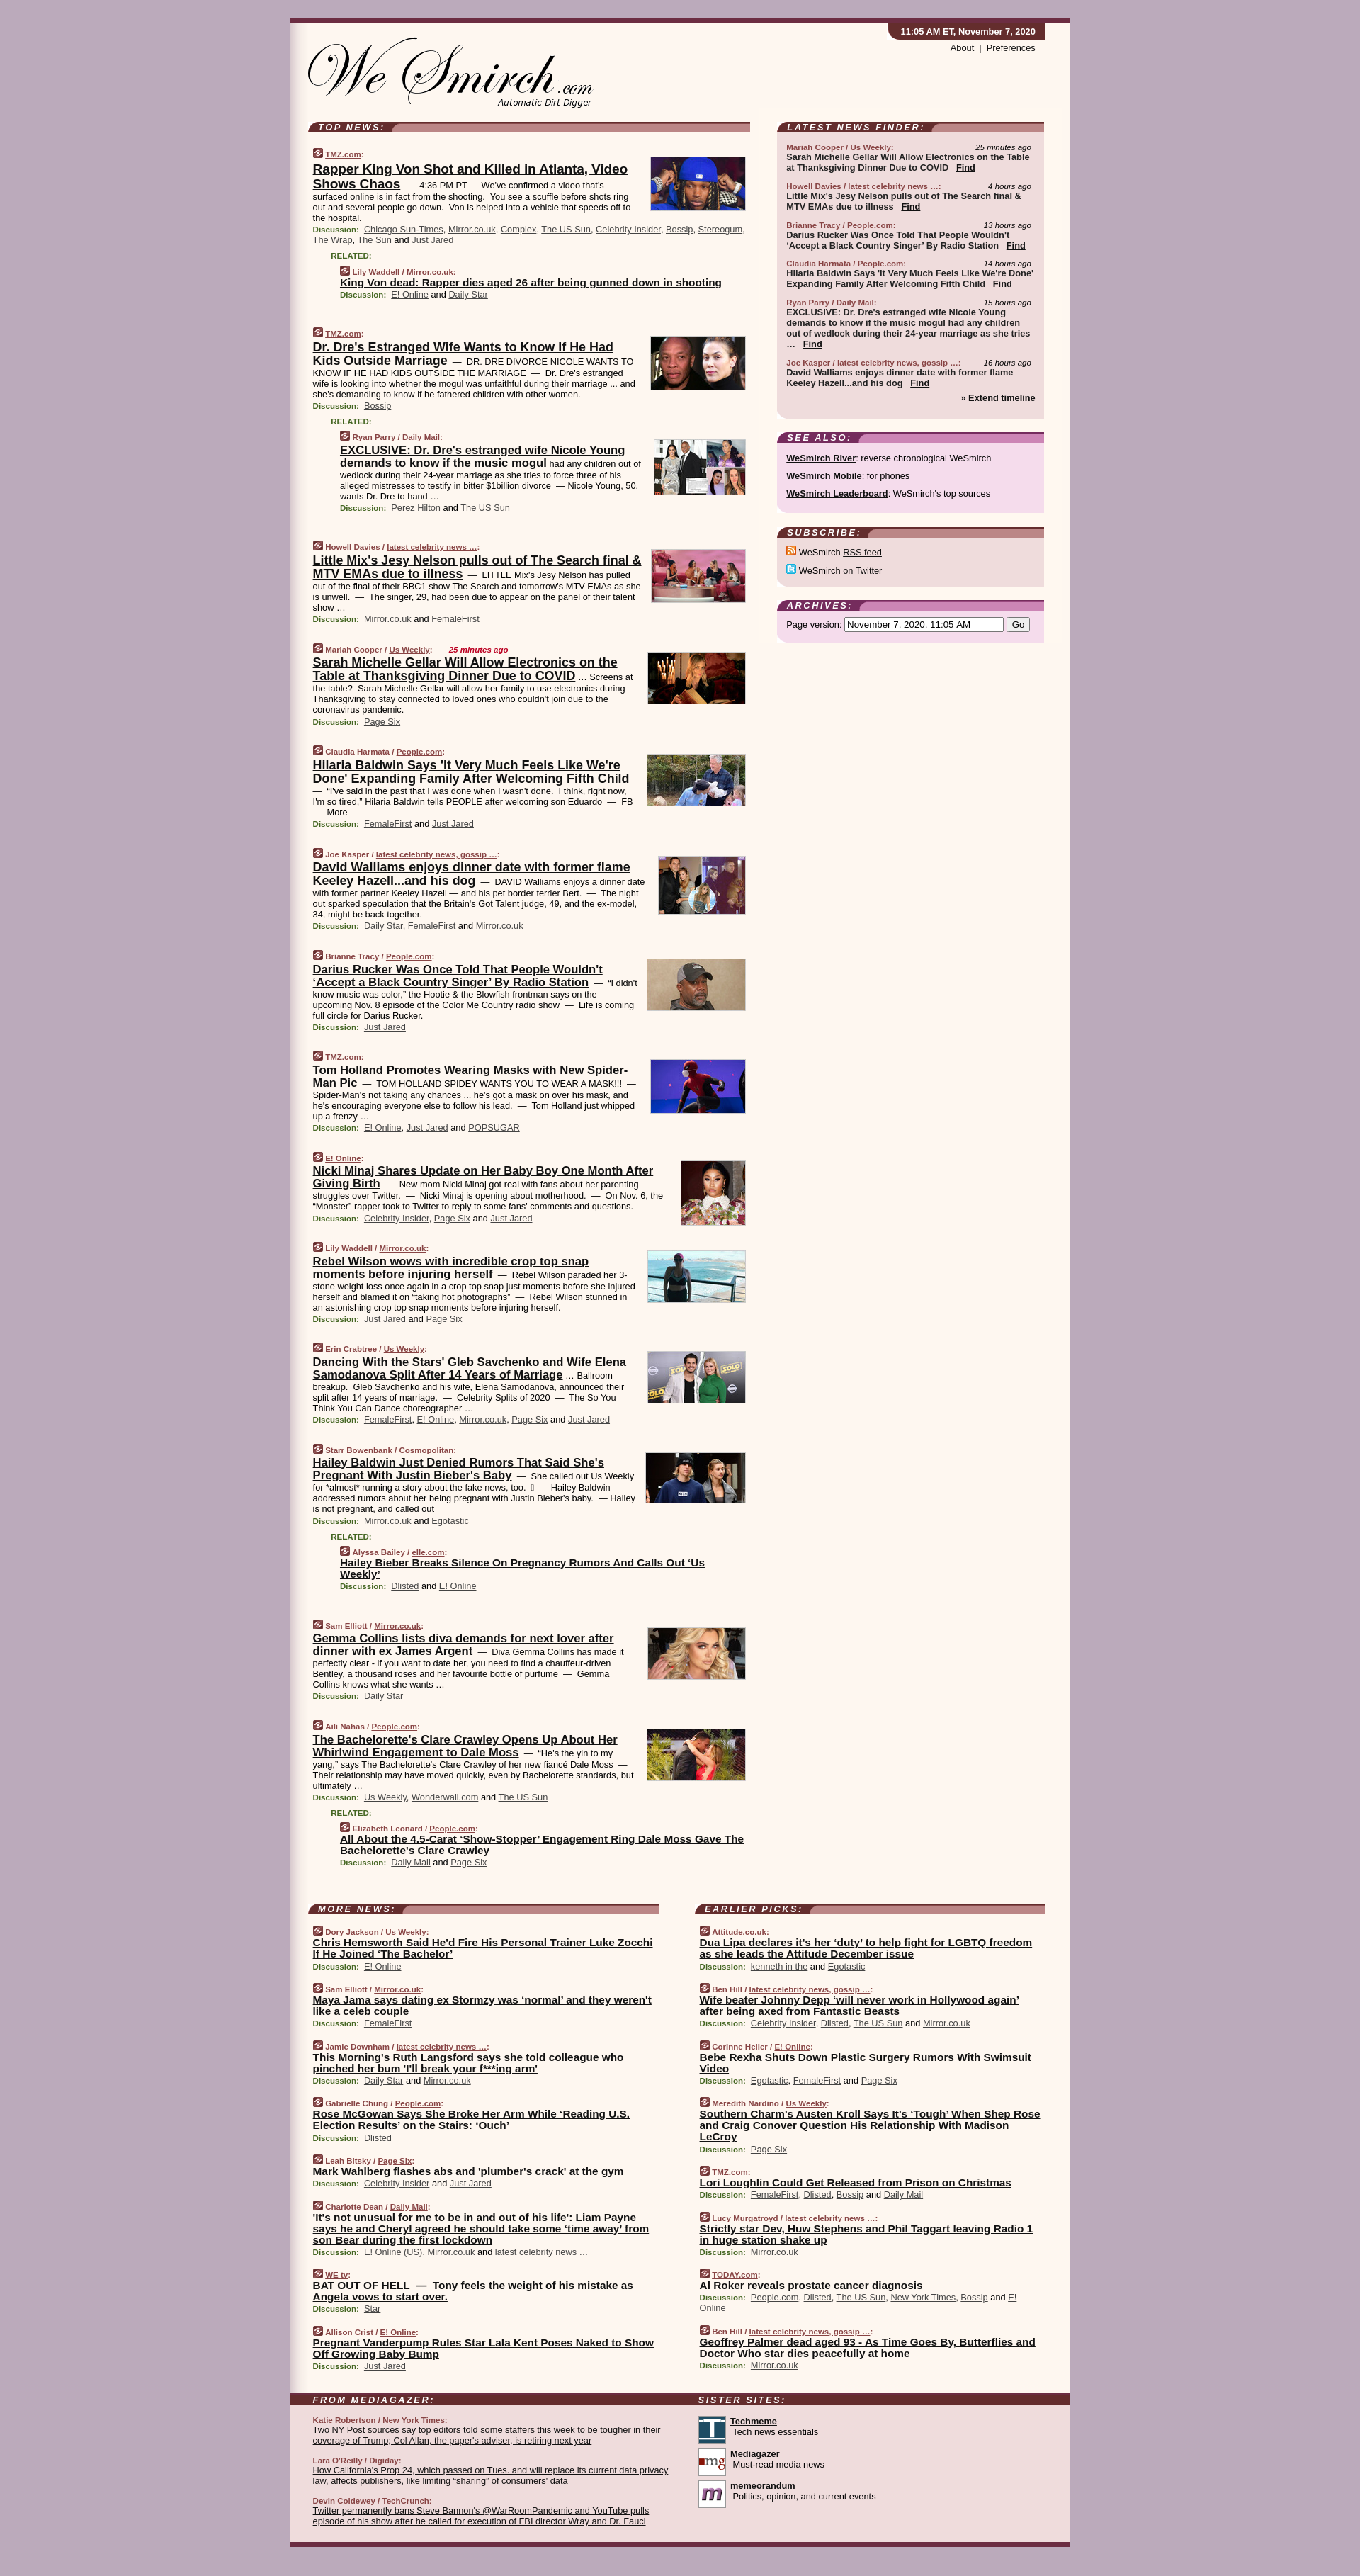 11:05 AM ET, November 7, 2020
About | Preferences
We Smirch.com
Automatic Dirt Digger
TOP NEWS:
TMZ.com:
Rapper King Von Shot and Killed in Atlanta, Video
Shows Chaos — 4:36 PM PT — We've confirmed a video that's
surfaced online is in fact from the shooting. You see a scuffle before shots ring
out and several people go down. Von is helped into a vehicle that speeds off to
the hospital.
Discussion: Chicago Sun-Times, Mirror.co.uk, Complex, The US Sun, Celebrity Insider, Bossip, Stereogum,
The Wrap, The Sun and Just Jared
RELATED:
Lily Waddell / Mirror.co.uk:
King Von dead: Rapper dies aged 26 after being gunned down in shooting
Discussion: E! Online and Daily Star
TMZ.com:
Dr. Dre's Estranged Wife Wants to Know If He Had
Kids Outside Marriage — DR. DRE DIVORCE NICOLE WANTS TO
KNOW IF HE HAD KIDS OUTSIDE THE MARRIAGE — Dr. Dre's estranged
wife is looking into whether the mogul was unfaithful during their marriage ... and
she's demanding to know if he fathered children with other women.
Discussion: Bossip
RELATED:
Ryan Parry / Daily Mail:
EXCLUSIVE: Dr. Dre's estranged wife Nicole Young
demands to know if the music mogul had any children out of
wedlock during their 24-year marriage as she tries to force three of his
alleged mistresses to testify in bitter $1billion divorce — Nicole Young, 50,
wants Dr. Dre to hand …
Discussion: Perez Hilton and The US Sun
Howell Davies / latest celebrity news …:
Little Mix's Jesy Nelson pulls out of The Search final &
MTV EMAs due to illness — LITTLE Mix's Jesy Nelson has pulled
out of the final of their BBC1 show The Search and tomorrow's MTV EMAs as she
is unwell. — The singer, 29, had been due to appear on the panel of their talent
show …
Discussion: Mirror.co.uk and FemaleFirst
Mariah Cooper / Us Weekly: 25 minutes ago
Sarah Michelle Gellar Will Allow Electronics on the
Table at Thanksgiving Dinner Due to COVID … Screens at
the table? Sarah Michelle Gellar will allow her family to use electronics during
Thanksgiving to stay connected to loved ones who couldn't join due to the
coronavirus pandemic.
Discussion: Page Six
Claudia Harmata / People.com:
Hilaria Baldwin Says 'It Very Much Feels Like We're
Done' Expanding Family After Welcoming Fifth Child
— “I've said in the past that I was done when I wasn't done. I think, right now,
I'm so tired,” Hilaria Baldwin tells PEOPLE after welcoming son Eduardo — FB
— More
Discussion: FemaleFirst and Just Jared
Joe Kasper / latest celebrity news, gossip …:
David Walliams enjoys dinner date with former flame
Keeley Hazell...and his dog — DAVID Walliams enjoys a dinner date
with former partner Keeley Hazell — and his pet border terrier Bert. — The night
out sparked speculation that the Britain's Got Talent judge, 49, and the ex-model,
34, might be back together.
Discussion: Daily Star, FemaleFirst and Mirror.co.uk
Brianne Tracy / People.com:
Darius Rucker Was Once Told That People Wouldn't
‘Accept a Black Country Singer’ By Radio Station — “I didn't
know music was color,” the Hootie & the Blowfish frontman says on the
upcoming Nov. 8 episode of the Color Me Country radio show — Life is coming
full circle for Darius Rucker.
Discussion: Just Jared
TMZ.com:
Tom Holland Promotes Wearing Masks with New Spider-
Man Pic — TOM HOLLAND SPIDEY WANTS YOU TO WEAR A MASK!!! —
Spider-Man's not taking any chances ... he's got a mask on over his mask, and
he's encouraging everyone else to follow his lead. — Tom Holland just whipped
up a frenzy …
Discussion: E! Online, Just Jared and POPSUGAR
E! Online:
Nicki Minaj Shares Update on Her Baby Boy One Month After
Giving Birth — New mom Nicki Minaj got real with fans about her parenting
struggles over Twitter. — Nicki Minaj is opening about motherhood. — On Nov. 6, the
“Monster” rapper took to Twitter to reply to some fans' comments and questions.
Discussion: Celebrity Insider, Page Six and Just Jared
Lily Waddell / Mirror.co.uk:
Rebel Wilson wows with incredible crop top snap
moments before injuring herself — Rebel Wilson paraded her 3-
stone weight loss once again in a crop top snap just moments before she injured
herself and blamed it on “taking hot photographs” — Rebel Wilson stunned in
an astonishing crop top snap moments before injuring herself.
Discussion: Just Jared and Page Six
Erin Crabtree / Us Weekly:
Dancing With the Stars' Gleb Savchenko and Wife Elena
Samodanova Split After 14 Years of Marriage … Ballroom
breakup. Gleb Savchenko and his wife, Elena Samodanova, announced their
split after 14 years of marriage. — Celebrity Splits of 2020 — The So You
Think You Can Dance choreographer …
Discussion: FemaleFirst, E! Online, Mirror.co.uk, Page Six and Just Jared
Starr Bowenbank / Cosmopolitan:
Hailey Baldwin Just Denied Rumors That Said She's
Pregnant With Justin Bieber's Baby — She called out Us Weekly
for *almost* running a story about the fake news, too. — Hailey Baldwin
addressed rumors about her being pregnant with Justin Bieber's baby. — Hailey
is not pregnant, and called out
Discussion: Mirror.co.uk and Egotastic
RELATED:
Alyssa Bailey / elle.com:
Hailey Bieber Breaks Silence On Pregnancy Rumors And Calls Out ‘Us
Weekly’
Discussion: Dlisted and E! Online
Sam Elliott / Mirror.co.uk:
Gemma Collins lists diva demands for next lover after
dinner with ex James Argent — Diva Gemma Collins has made it
perfectly clear - if you want to date her, you need to find a chauffeur-driven
Bentley, a thousand roses and her favourite bottle of purfume — Gemma
Collins knows what she wants …
Discussion: Daily Star
Aili Nahas / People.com:
The Bachelorette's Clare Crawley Opens Up About Her
Whirlwind Engagement to Dale Moss — “He's the yin to my
yang,” says The Bachelorette's Clare Crawley of her new fiancé Dale Moss —
Their relationship may have moved quickly, even by Bachelorette standards, but
ultimately …
Discussion: Us Weekly, Wonderwall.com and The US Sun
RELATED:
Elizabeth Leonard / People.com:
All About the 4.5-Carat ‘Show-Stopper’ Engagement Ring Dale Moss Gave The
Bachelorette's Clare Crawley
Discussion: Daily Mail and Page Six
LATEST NEWS FINDER:
Mariah Cooper / Us Weekly: 25 minutes ago
Sarah Michelle Gellar Will Allow Electronics on the Table
at Thanksgiving Dinner Due to COVID Find
Howell Davies / latest celebrity news …: 4 hours ago
Little Mix's Jesy Nelson pulls out of The Search final &
MTV EMAs due to illness Find
Brianne Tracy / People.com: 13 hours ago
Darius Rucker Was Once Told That People Wouldn't
‘Accept a Black Country Singer’ By Radio Station Find
Claudia Harmata / People.com: 14 hours ago
Hilaria Baldwin Says 'It Very Much Feels Like We're Done'
Expanding Family After Welcoming Fifth Child Find
Ryan Parry / Daily Mail: 15 hours ago
EXCLUSIVE: Dr. Dre's estranged wife Nicole Young
demands to know if the music mogul had any children
out of wedlock during their 24-year marriage as she tries
… Find
Joe Kasper / latest celebrity news, gossip …: 16 hours ago
David Walliams enjoys dinner date with former flame
Keeley Hazell...and his dog Find
» Extend timeline
SEE ALSO:
WeSmirch River: reverse chronological WeSmirch
WeSmirch Mobile: for phones
WeSmirch Leaderboard: WeSmirch's top sources
SUBSCRIBE:
WeSmirch RSS feed
WeSmirch on Twitter
ARCHIVES:
Page version: November 7, 2020, 11:05 AM Go
MORE NEWS:
Dory Jackson / Us Weekly:
Chris Hemsworth Said He'd Fire His Personal Trainer Luke Zocchi
If He Joined ‘The Bachelor’
Discussion: E! Online
Sam Elliott / Mirror.co.uk:
Maya Jama says dating ex Stormzy was ‘normal’ and they weren't
like a celeb couple
Discussion: FemaleFirst
Jamie Downham / latest celebrity news …:
This Morning's Ruth Langsford says she told colleague who
pinched her bum 'I'll break your f***ing arm'
Discussion: Daily Star and Mirror.co.uk
Gabrielle Chung / People.com:
Rose McGowan Says She Broke Her Arm While ‘Reading U.S.
Election Results’ on the Stairs: ‘Ouch’
Discussion: Dlisted
Leah Bitsky / Page Six:
Mark Wahlberg flashes abs and 'plumber's crack' at the gym
Discussion: Celebrity Insider and Just Jared
Charlotte Dean / Daily Mail:
'It's not unusual for me to be in and out of his life': Liam Payne
says he and Cheryl agreed he should take some ‘time away’ from
son Bear during the first lockdown
Discussion: E! Online (US), Mirror.co.uk and latest celebrity news …
WE tv:
BAT OUT OF HELL — Tony feels the weight of his mistake as
Angela vows to start over.
Discussion: Star
Allison Crist / E! Online:
Pregnant Vanderpump Rules Star Lala Kent Poses Naked to Show
Off Growing Baby Bump
Discussion: Just Jared
EARLIER PICKS:
Attitude.co.uk:
Dua Lipa declares it's her ‘duty’ to help fight for LGBTQ freedom
as she leads the Attitude December issue
Discussion: kenneth in the and Egotastic
Ben Hill / latest celebrity news, gossip …:
Wife beater Johnny Depp ‘will never work in Hollywood again’
after being axed from Fantastic Beasts
Discussion: Celebrity Insider, Dlisted, The US Sun and Mirror.co.uk
Corinne Heller / E! Online:
Bebe Rexha Shuts Down Plastic Surgery Rumors With Swimsuit
Video
Discussion: Egotastic, FemaleFirst and Page Six
Meredith Nardino / Us Weekly:
Southern Charm's Austen Kroll Says It's ‘Tough’ When Shep Rose
and Craig Conover Question His Relationship With Madison
LeCroy
Discussion: Page Six
TMZ.com:
Lori Loughlin Could Get Released from Prison on Christmas
Discussion: FemaleFirst, Dlisted, Bossip and Daily Mail
Lucy Murgatroyd / latest celebrity news …:
Strictly star Dev, Huw Stephens and Phil Taggart leaving Radio 1
in huge station shake up
Discussion: Mirror.co.uk
TODAY.com:
Al Roker reveals prostate cancer diagnosis
Discussion: People.com, Dlisted, The US Sun, New York Times, Bossip and E!
Online
Ben Hill / latest celebrity news, gossip …:
Geoffrey Palmer dead aged 93 - As Time Goes By, Butterflies and
Doctor Who star dies peacefully at home
Discussion: Mirror.co.uk
FROM MEDIAGAZER:
Katie Robertson / New York Times:
Two NY Post sources say top editors told some staffers this week to be tougher in their
coverage of Trump; Col Allan, the paper's adviser, is retiring next year
Lara O'Reilly / Digiday:
How California's Prop 24, which passed on Tues. and will replace its current data privacy
law, affects publishers, like limiting “sharing” of consumers' data
Devin Coldewey / TechCrunch:
Twitter permanently bans Steve Bannon's @WarRoomPandemic and YouTube pulls
episode of his show after he called for execution of FBI director Wray and Dr. Fauci
SISTER SITES:
T Techmeme
Tech news essentials
mg Mediagazer
Must-read media news
m memeorandum
Politics, opinion, and current events